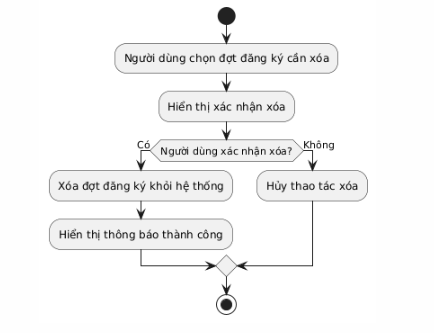 Người dùng chọn đợt đăng ký cần xóa
Hiển thị xác nhận xóa
Có
Người dùng xác nhận xóa?
Không
Xóa đợt đăng ký khỏi hệ thống
Hủy thao tác xóa
Hiển thị thông báo thành công